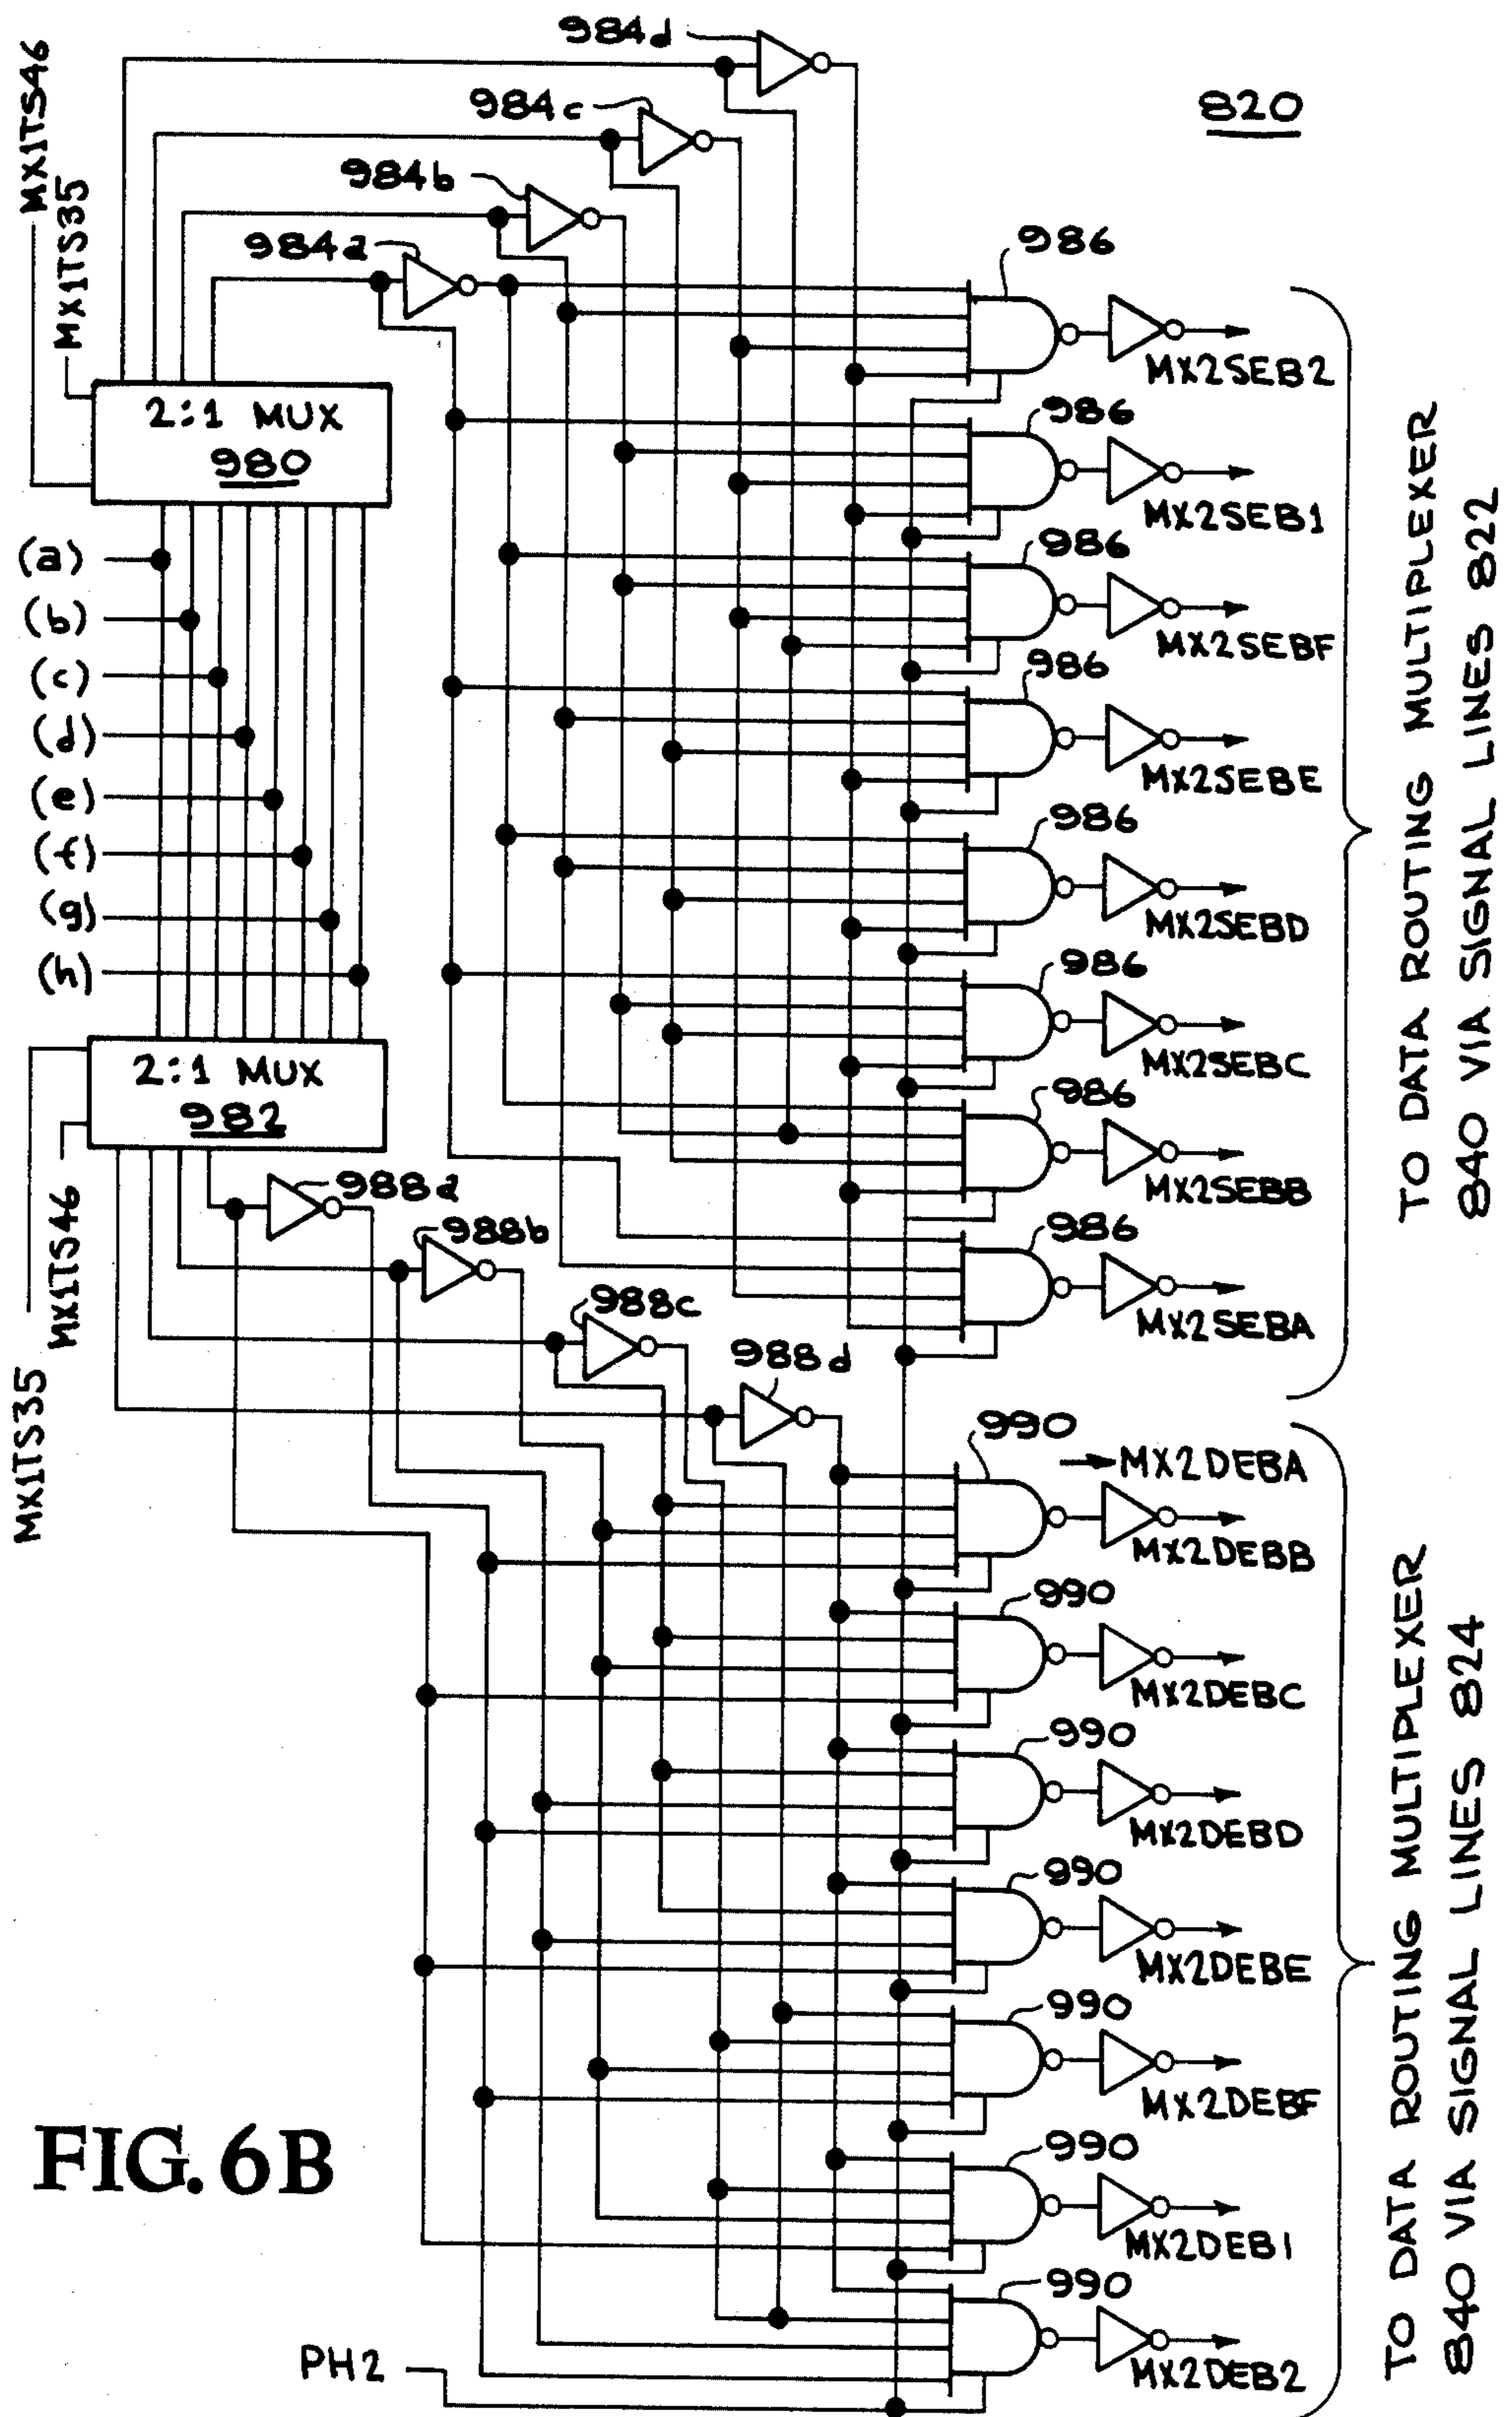 984d
820
MX1TS46
MX1TS35
984c
984b
984a
986
MX2SEB2
2:1 MUX
980
986
MX2SEB1
(a)
986
MX2SEBF
(b)
(c)
986
MX2SEBE
(d)
(e)
986
MX2SEBD
(f)
(g)
(h)
986
MX2SEBC
2:1 MUX
982
986
MX2SEBB
988a
988b
986
MX2SEBA
988c
988d
MX1TS46
MX1TS35
TO DATA ROUTING MULTIPLEXER
840 VIA SIGNAL LINES 822
990
MX2DEBA
MX2DEBB
990
MX2DEBC
990
MX2DEBD
990
MX2DEBE
990
MX2DEBF
990
MX2DEB1
990
MX2DEB2
PH2
TO DATA ROUTING MULTIPLEXER
840 VIA SIGNAL LINES 824
FIG. 6B